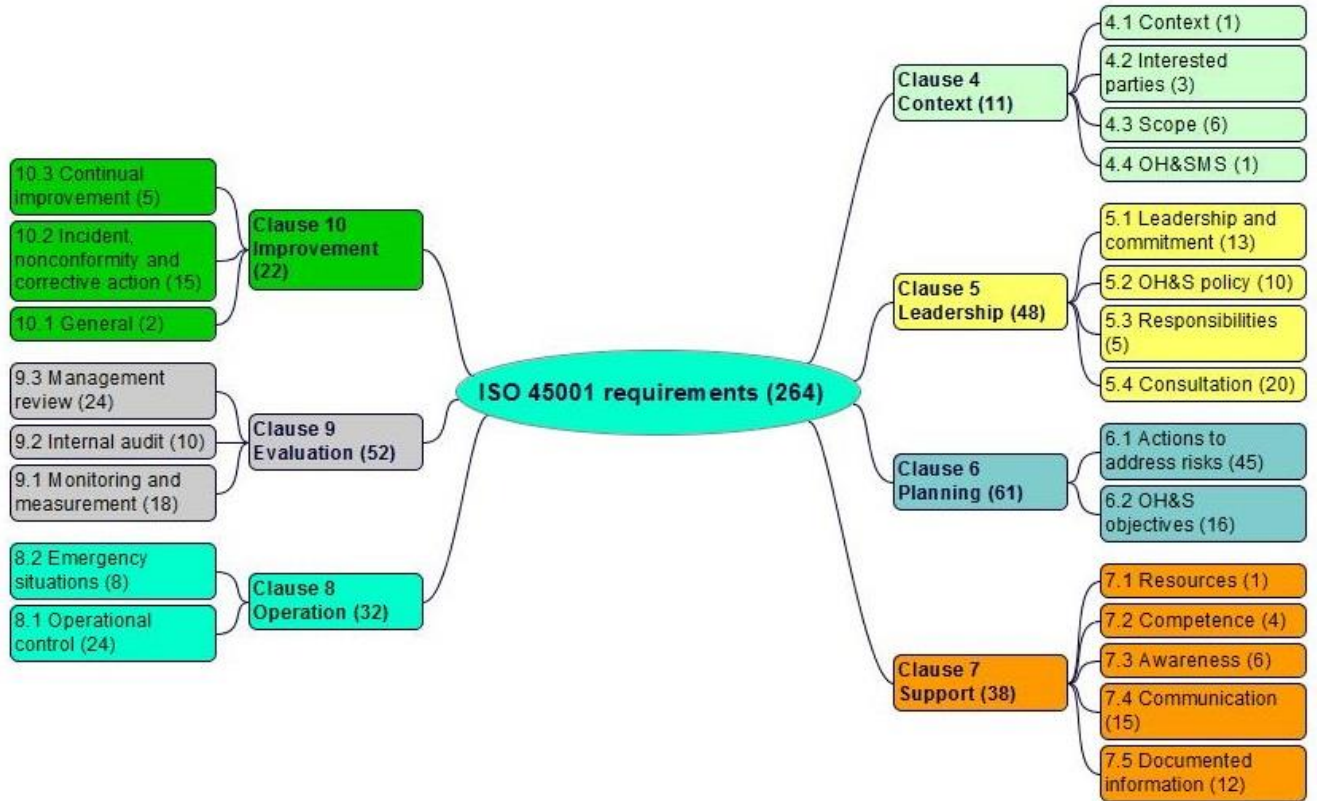 ISO 45001 requirements (264)
Clause 4
Context (11)
4.1 Context (1)
4.2 Interested
parties (3)
4.3 Scope (6)
4.4 OH&SMS (1)
Clause 5
Leadership (48)
5.1 Leadership and
commitment (13)
5.2 OH&S policy (10)
5.3 Responsibilities
(5)
5.4 Consultation (20)
Clause 6
Planning (61)
6.1 Actions to
address risks (45)
6.2 OH&S
objectives (16)
Clause 7
Support (38)
7.1 Resources (1)
7.2 Competence (4)
7.3 Awareness (6)
7.4 Communication
(15)
7.5 Documented
information (12)
Clause 8
Operation (32)
8.2 Emergency
situations (8)
8.1 Operational
control (24)
Clause 9
Evaluation (52)
9.3 Management
review (24)
9.2 Internal audit (10)
9.1 Monitoring and
measurement (18)
Clause 10
Improvement
(22)
10.3 Continual
improvement (5)
10.2 Incident,
nonconformity and
corrective action (15)
10.1 General (2)